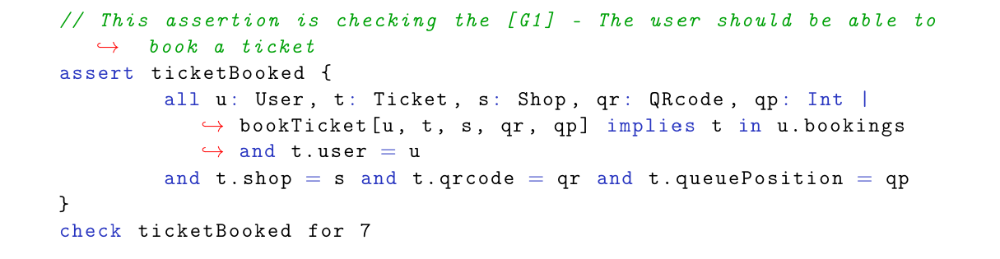 // This assertion is checking the [G1] - The user should be able to
↪ book a ticket
assert ticketBooked {
all u: User, t: Ticket, s: Shop, qr: QRcode, qp: Int |
↪ bookTicket[u, t, s, qr, qp] implies t in u.bookings
↪ and t.user = u
and t.shop = s and t.qrcode = qr and t.queuePosition = qp
}
check ticketBooked for 7